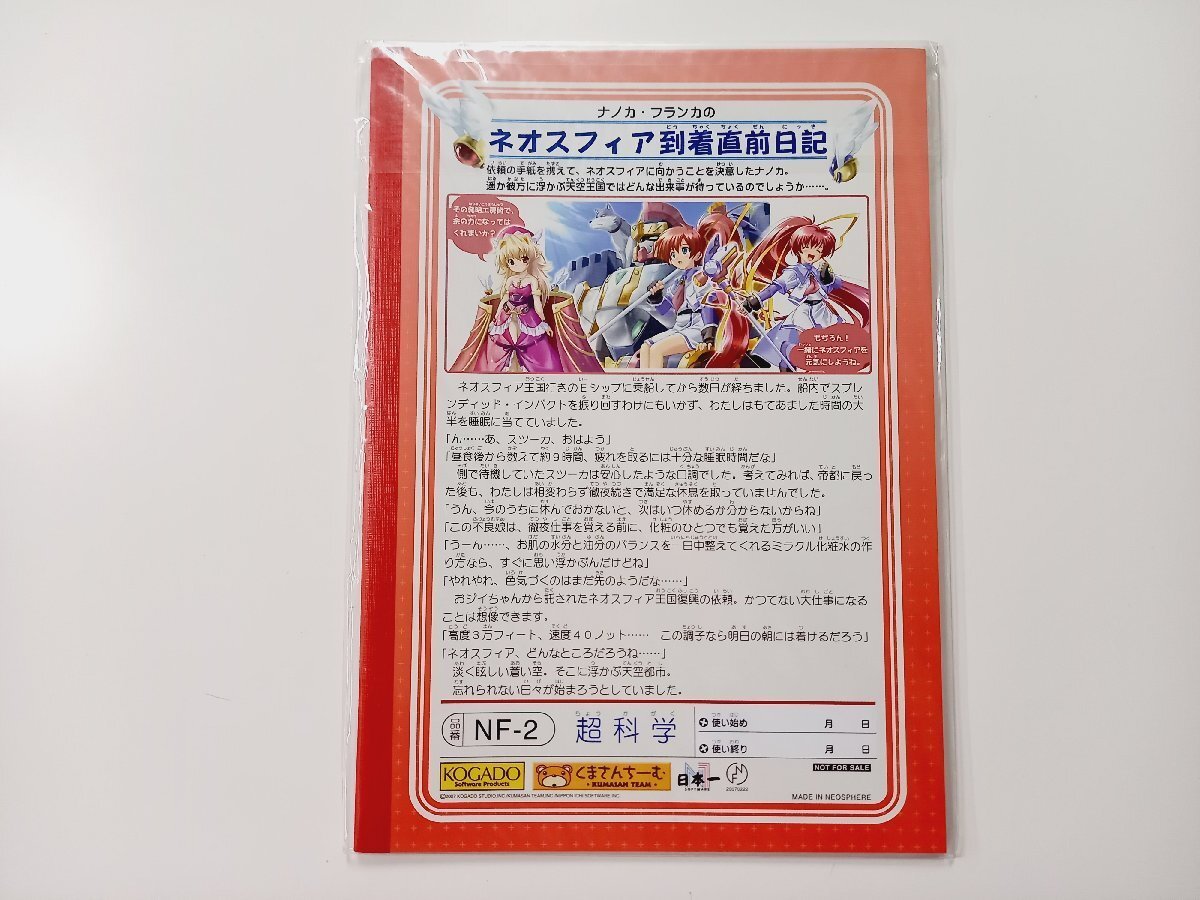 ナノカ・フランカの
ネオスフィア到着直前日記
依頼の手紙を携えて、ネオスフィアに向かうことを決意したナノカ。
遥か彼方に浮かぶ天空王国ではどんな出来事が待っているのでしょうか……。
その発明工房術で、
余の力になっては
くれまいか？
もちろん！
一緒にネオスフィアを
元気にしようね。
ネオスフィア王国行きのEシップに乗船してから数日が経ちました。船内でスプレ
ンディッド・インパクトを振り回すわけにもいかず、わたしはもてあました時間の大
半を睡眠に当てていました。
「ん……あ、スツーカ、おはよう」
「昼食後から数えて約9時間、疲れを取るには十分な睡眠時間だな」
側で待機していたスツーカは安心したような口調でした。考えてみれば、帝都に戻っ
た後も、わたしは相変わらず徹夜続きで満足な休息を取っていませんでした。
「うん、今のうちに休んでおかないと、次はいつ休めるか分からないからね」
「この不良娘は、徹夜仕事を覚える前に、化粧のひとつでも覚えた方がいい」
「うーん……、お肌の水分と油分のバランスを一日中整えてくれるミラクル化粧水の作
り方なら、すぐに思い浮かぶんだけどね」
「やれやれ、色気づくのはまだ先のようだな……」
おジイちゃんから託されたネオスフィア王国復興の依頼。かつてない大仕事になる
ことは想像できます。
「高度3万フィート、速度40ノット…… この調子なら明日の朝には着けるだろう」
「ネオスフィア、どんなところだろうね……」
淡く眩しい蒼い空。そこに浮かぶ天空都市。
忘れられない日々が始まろうとしていました。
品番 NF-2 超科学
使い始め 月 日
使い終り 月 日
KOGADO
Software Products
くまさんちーむ
・KUMASAN TEAM・
日本一
SOFTWARE
20070222
NOT FOR SALE
©2007 KOGADO STUDIO,INC./KUMASAN TEAM,INC./NIPPON ICHI SOFTWARE INC.
MADE IN NEOSPHERE